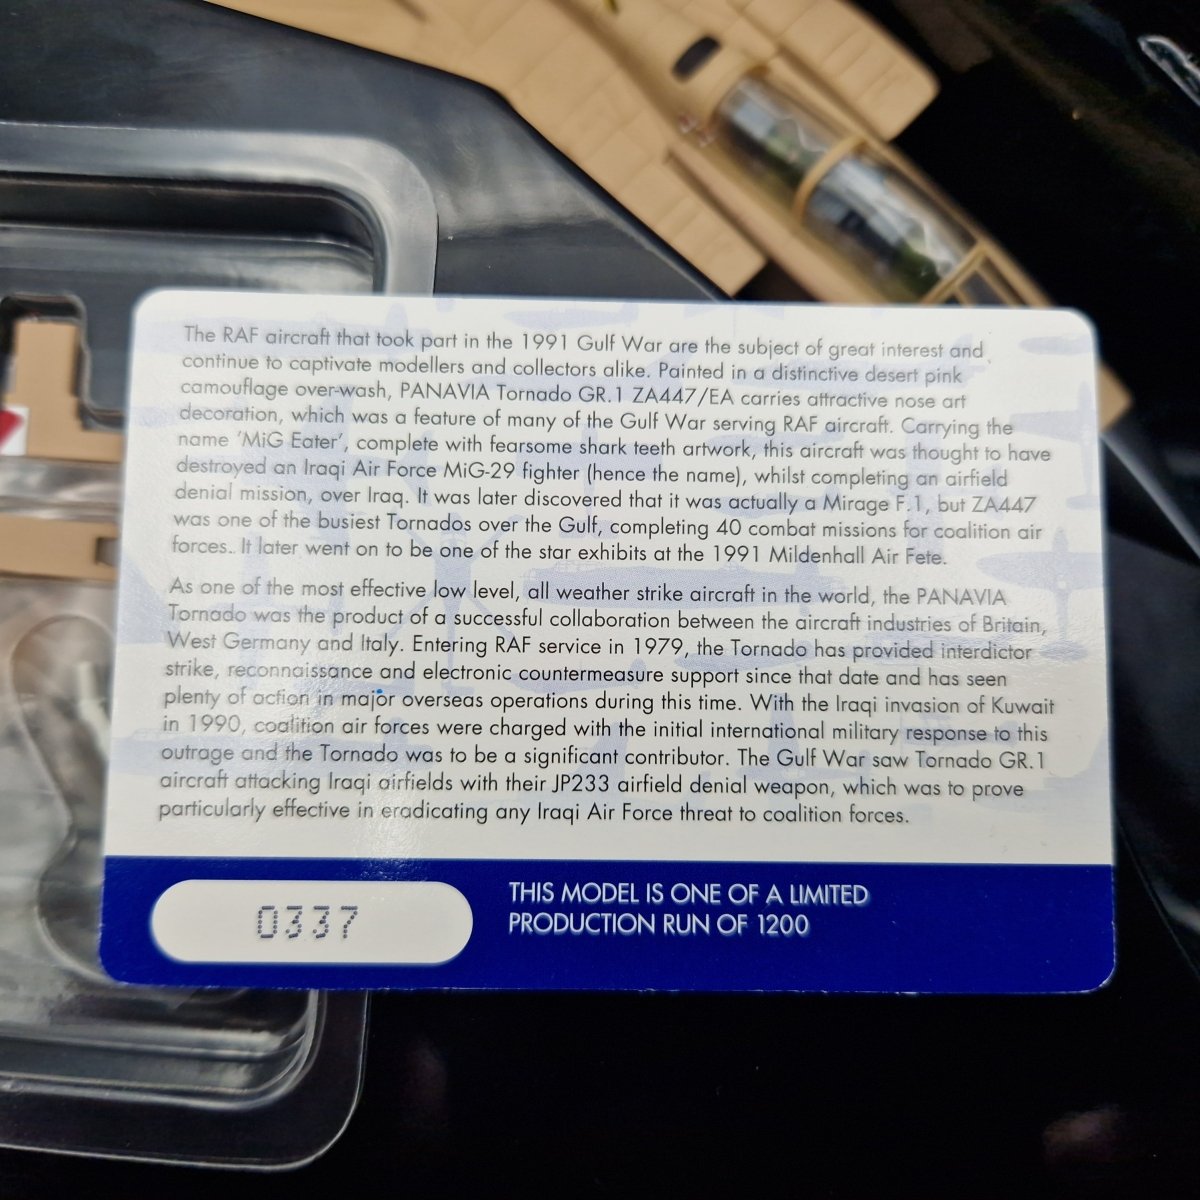 The RAF aircraft that took part in the 1991 Gulf War are the subject of great interest and
continue to captivate modellers and collectors alike. Painted in a distinctive desert pink
camouflage over-wash, PANAVIA Tornado GR.1 ZA447/EA carries attractive nose art
decoration, which was a feature of many of the Gulf War serving RAF aircraft. Carrying the
name 'MiG Eater', complete with fearsome shark teeth artwork, this aircraft was thought to have
destroyed an Iraqi Air Force MiG-29 fighter (hence the name), whilst completing an airfield
denial mission, over Iraq. It was later discovered that it was actually a Mirage F.1, but ZA447
was one of the busiest Tornados over the Gulf, completing 40 combat missions for coalition air
forces.. It later went on to be one of the star exhibits at the 1991 Mildenhall Air Fete.
As one of the most effective low level, all weather strike aircraft in the world, the PANAVIA
Tornado was the product of a successful collaboration between the aircraft industries of Britain,
West Germany and Italy. Entering RAF service in 1979, the Tornado has provided interdictor
strike, reconnaissance and electronic countermeasure support since that date and has seen
plenty of action in major overseas operations during this time. With the Iraqi invasion of Kuwait
in 1990, coalition air forces were charged with the initial international military response to this
outrage and the Tornado was to be a significant contributor. The Gulf War saw Tornado GR.1
aircraft attacking Iraqi airfields with their JP233 airfield denial weapon, which was to prove
particularly effective in eradicating any Iraqi Air Force threat to coalition forces.
0337
THIS MODEL IS ONE OF A LIMITED
PRODUCTION RUN OF 1200